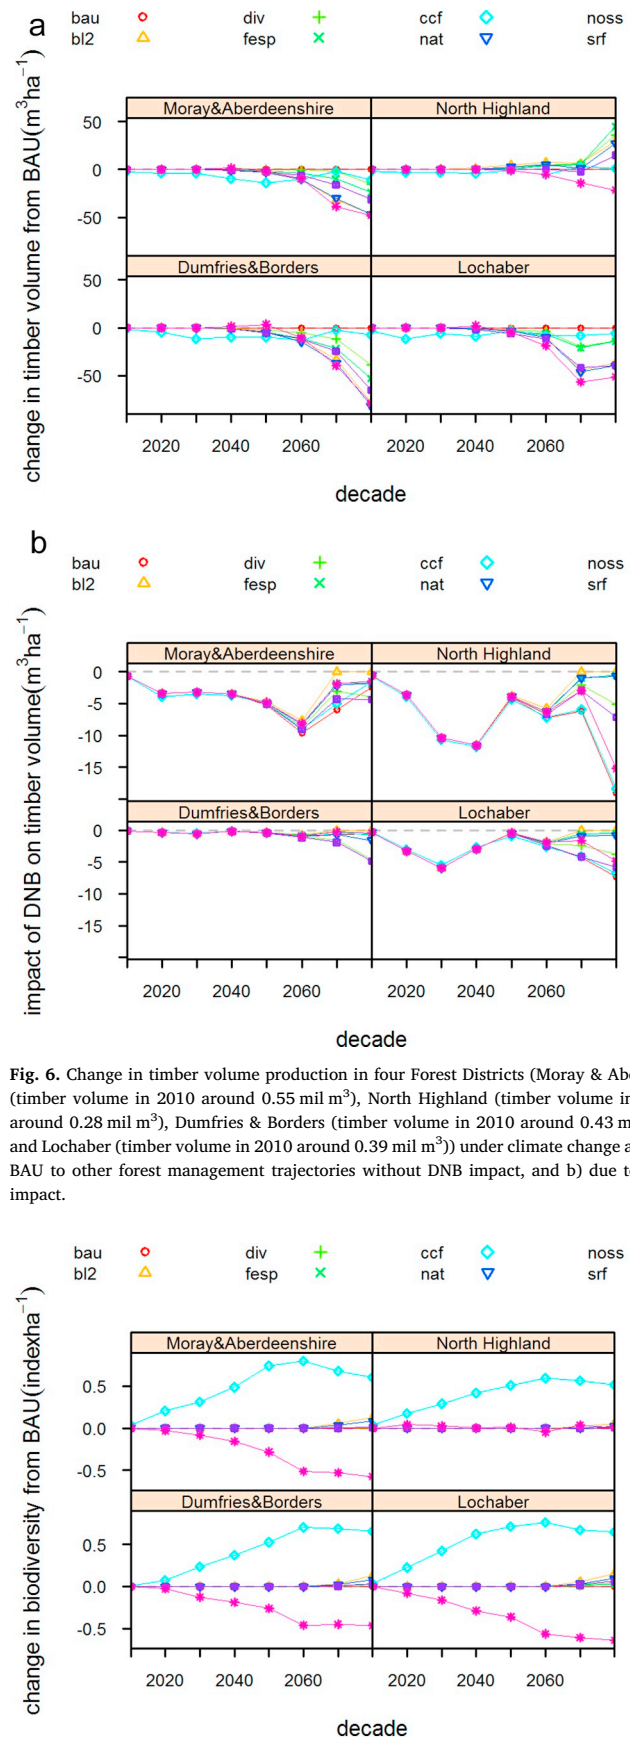 a
bau div ccf noss
bl2 fesp nat srf
change in timber volume from BAU(m³ha⁻¹)
Moray&Aberdeenshire North Highland
50
0
-50
Dumfries&Borders Lochaber
50
0
-50
2020 2040 2060 2020 2040 2060
decade
b
bau div ccf noss
bl2 fesp nat srf
impact of DNB on timber volume(m³ha⁻¹)
Moray&Aberdeenshire North Highland
0
-5
-10
-15
Dumfries&Borders Lochaber
0
-5
-10
-15
2020 2040 2060 2020 2040 2060
decade
Fig. 6. Change in timber volume production in four Forest Districts (Moray & Abe
(timber volume in 2010 around 0.55 mil m³), North Highland (timber volume in
around 0.28 mil m³), Dumfries & Borders (timber volume in 2010 around 0.43 m
and Lochaber (timber volume in 2010 around 0.39 mil m³)) under climate change a
BAU to other forest management trajectories without DNB impact, and b) due to
impact.
bau div ccf noss
bl2 fesp nat srf
change in biodiversity from BAU(indexha⁻¹)
Moray&Aberdeenshire North Highland
0.5
0.0
-0.5
Dumfries&Borders Lochaber
0.5
0.0
-0.5
2020 2040 2060 2020 2040 2060
decade